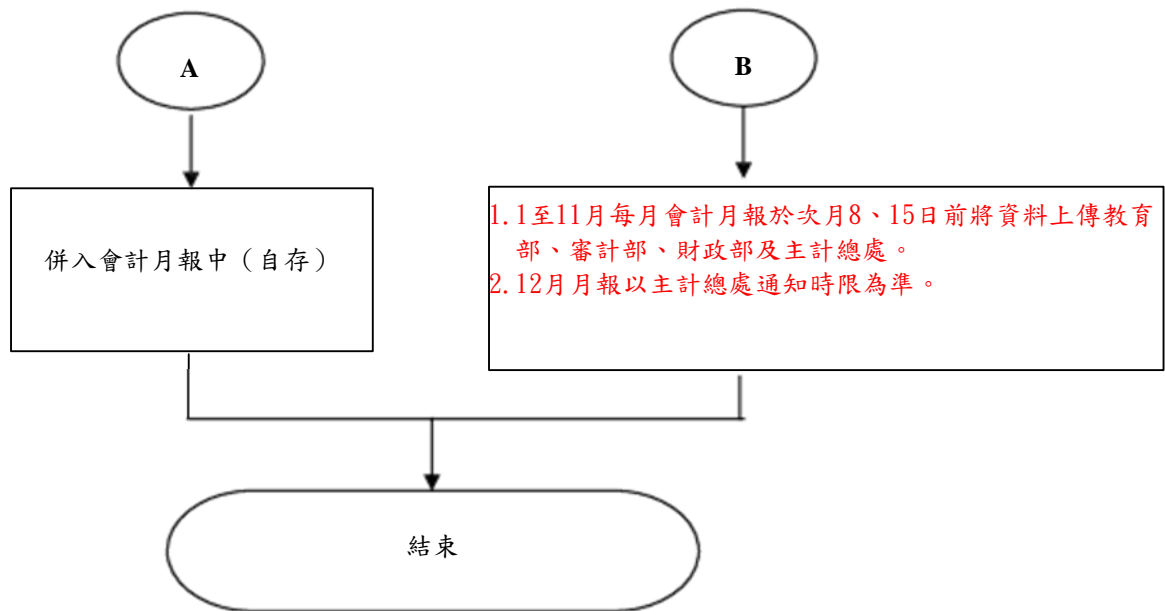 A
B
併入會計月報中（自存）
1.1至11月每月會計月報於次月8、15日前將資料上傳教育
部、審計部、財政部及主計總處。
2.12月月報以主計總處通知時限為準。
結束